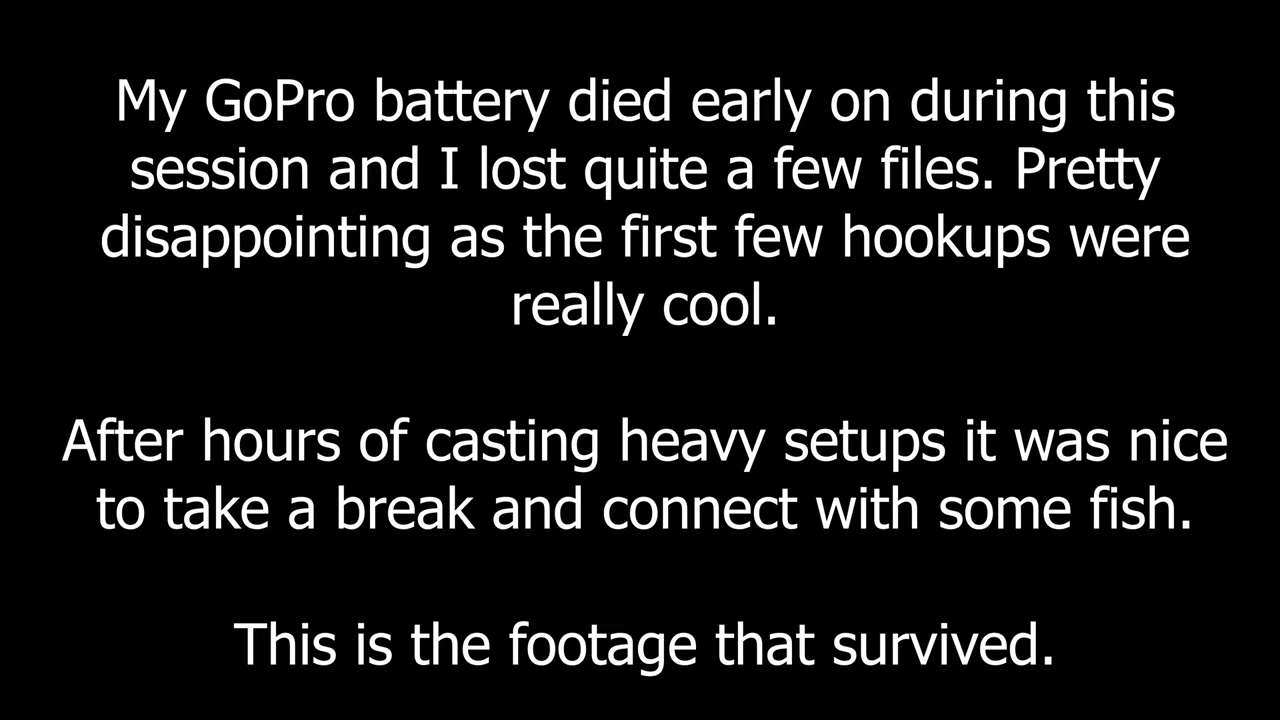 My GoPro battery died early on during this
session and I lost quite a few files. Pretty
disappointing as the first few hookups were
really cool.
After hours of casting heavy setups it was nice
to take a break and connect with some fish.
This is the footage that survived.